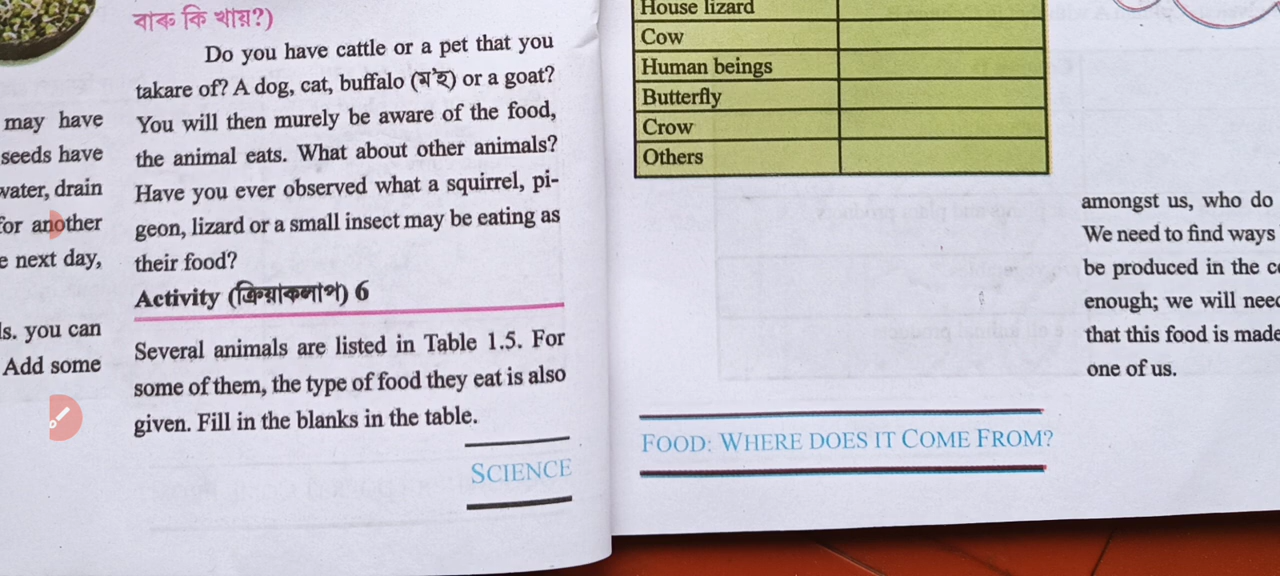 may have
seeds have
water, drain
for another
e next day,
ls. you can
Add some
বাৰু কি খায়?)
Do you have cattle or a pet that you
takare of? A dog, cat, buffalo (ম'হ) or a goat?
You will then murely be aware of the food,
the animal eats. What about other animals?
Have you ever observed what a squirrel, pi-
geon, lizard or a small insect may be eating as
their food?
Activity (ক্ৰিয়াকলাপ) 6
Several animals are listed in Table 1.5. For
some of them, the type of food they eat is also
given. Fill in the blanks in the table.
SCIENCE
House lizard
Cow
Human beings
Butterfly
Crow
Others
FOOD: WHERE DOES IT COME FROM?
amongst us, who do
We need to find ways
be produced in the
enough; we will need
that this food is made
one of us.